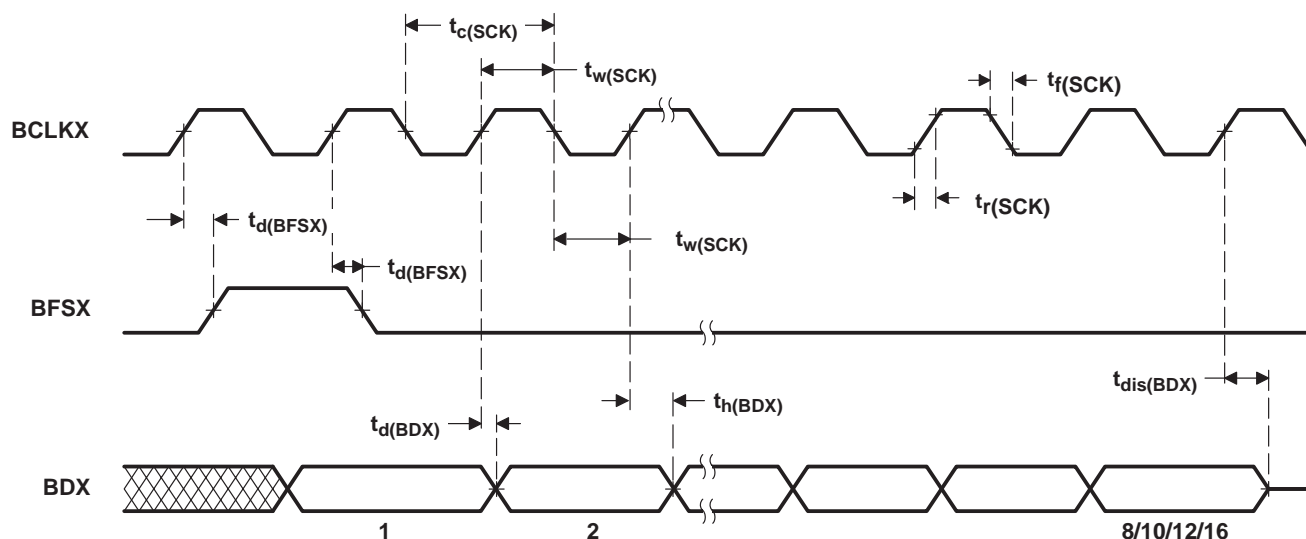 tc(SCK)
tw(SCK)
tf(SCK)
BCLKX
td(BFSX)
tr(SCK)
tw(SCK)
td(BFSX)
BFSX
tdis(BDX)
th(BDX)
td(BDX)
BDX
1
2
8/10/12/16